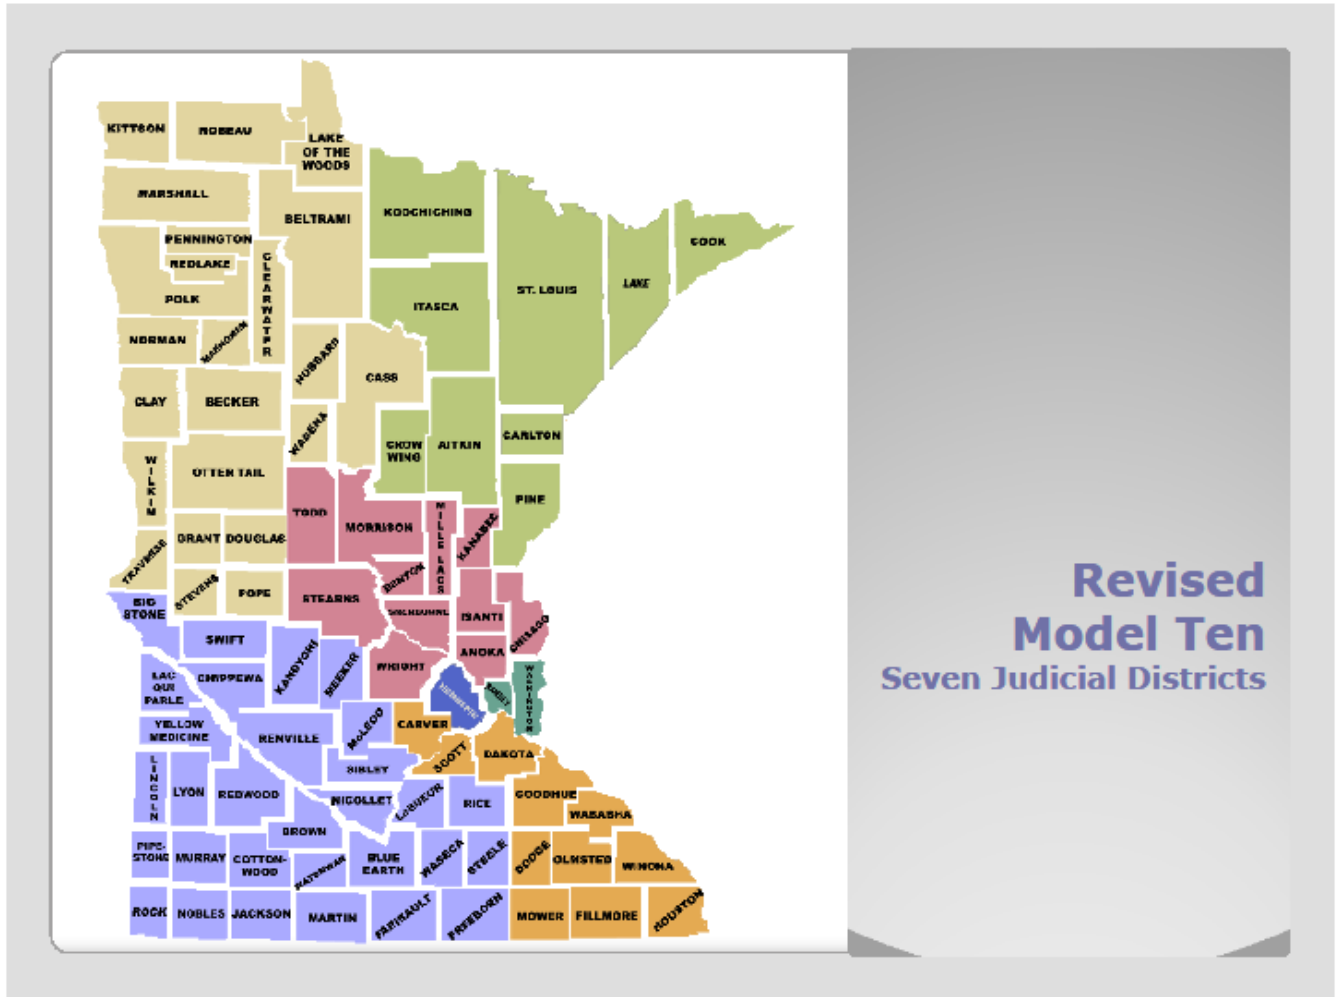 KITTSON
ROSEAU
LAKE
OF THE
WOODS
MARSHALL
BELTRAMI
KOOCHICHING
COOK
PENNINGTON
REDLAKE
CLEARWATER
POLK
ITASCA
ST. LOUIS
LAKE
NORMAN
MAHNOMEN
HUBBARD
CASS
CLAY
BECKER
WADENA
CROW
WING
AITKIN
CARLTON
WILKIN
OTTER TAIL
PINE
TODD
MORRISON
MILLE LACS
KANABEC
GRANT
DOUGLAS
TRAVERSE
STEVENS
POPE
STEARNS
BENTON
SHERBURNE
ISANTI
CHISAGO
BIG
STONE
SWIFT
KANDYOHI
MEEKER
WRIGHT
ANOKA
LAC
QUI
PARLE
CHIPPEWA
HENNEPIN
RAMSEY
WASHINGTON
YELLOW
MEDICINE
RENVILLE
McLEOD
CARVER
SCOTT
DAKOTA
SIBLEY
LINCOLN
LYON
REDWOOD
NICOLLET
LeSUEUR
RICE
GOODHUE
WABASHA
BROWN
PIPE-
STONE
MURRAY
COTTON-
WOOD
WATONWAN
BLUE
EARTH
WASECA
STEELE
DODGE
OLMSTED
WINONA
ROCK
NOBLES
JACKSON
MARTIN
FARIBAULT
FREEBORN
MOWER
FILLMORE
HOUSTON
Revised
Model Ten
Seven Judicial Districts